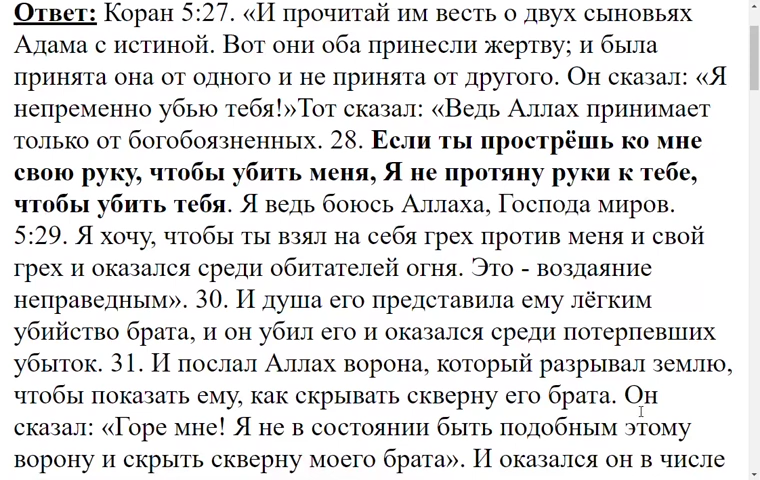 Ответ: Коран 5:27. «И прочитай им весть о двух сыновьях
Адама с истиной. Вот они оба принесли жертву; и была
принята она от одного и не принята от другого. Он сказал: «Я
непременно убью тебя!»Тот сказал: «Ведь Аллах принимает
только от богобоязненных. 28. Если ты прострёшь ко мне
свою руку, чтобы убить меня, Я не протяну руки к тебе,
чтобы убить тебя. Я ведь боюсь Аллаха, Господа миров.
5:29. Я хочу, чтобы ты взял на себя грех против меня и свой
грех и оказался среди обитателей огня. Это - воздаяние
неправедным». 30. И душа его представила ему лёгким
убийство брата, и он убил его и оказался среди потерпевших
убыток. 31. И послал Аллах ворона, который разрывал землю,
чтобы показать ему, как скрывать скверну его брата. Он
сказал: «Горе мне! Я не в состоянии быть подобным этому
ворону и скрыть скверну моего брата». И оказался он в числе